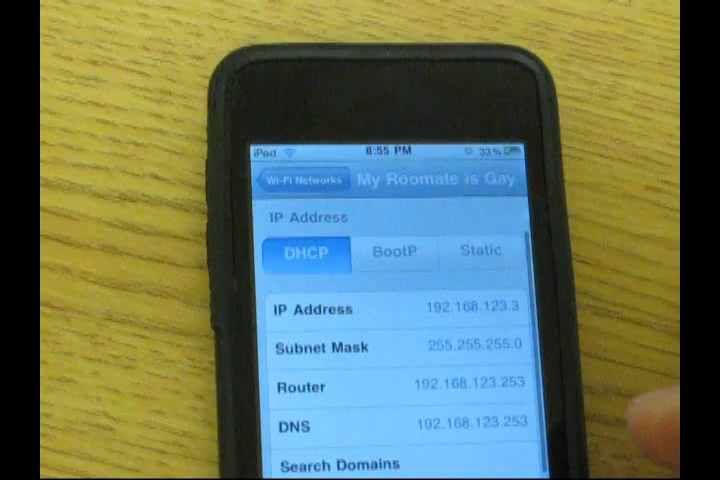 iPod 8:55 PM 33%
Wi-Fi Networks My Roomate is Gay
IP Address
DHCP BootP Static
IP Address 192.168.123.3
Subnet Mask 255.255.255.0
Router 192.168.123.253
DNS 192.168.123.253
Search Domains